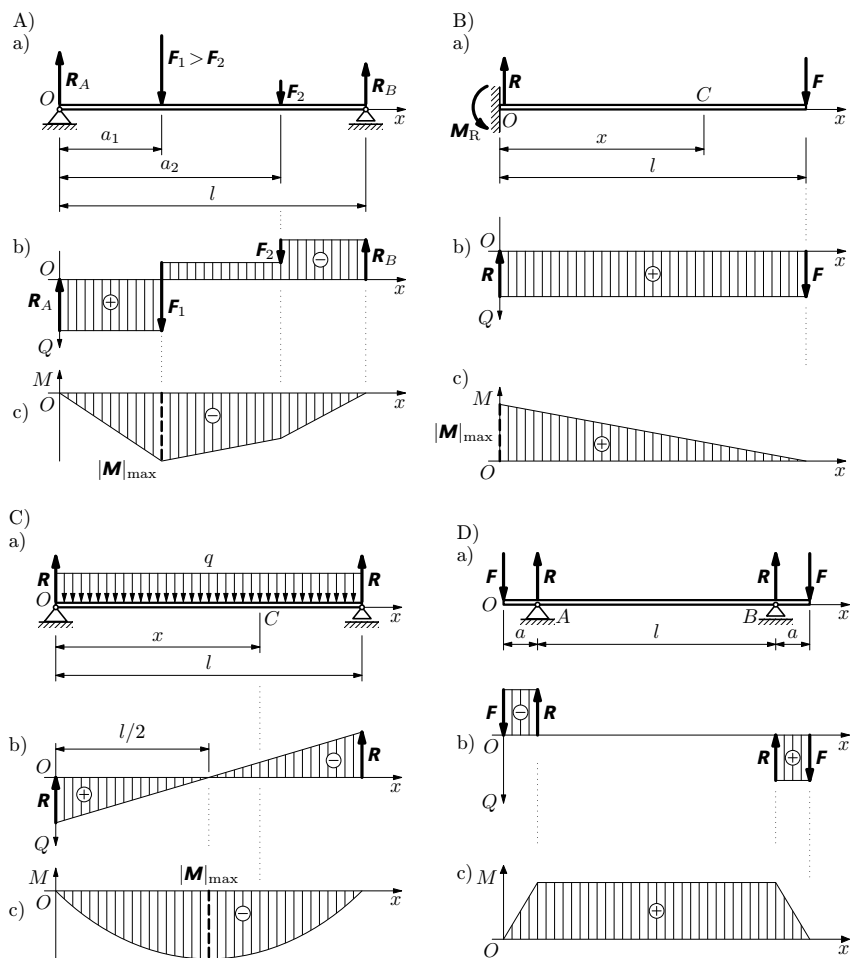 A)
a)
R_A
F_1 > F_2
F_2
R_B
O
x
a_1
a_2
l
b)
O
R_A
+
F_1
F_2
−
R_B
x
Q
M
O
c)
−
x
|M|_max
B)
a)
R
F
C
O
x
M_R
x
l
b)
O
x
R
+
F
Q
c)
M
|M|_max
+
O
x
C)
a)
q
R
R
O
C
x
x
l
b)
l/2
O
R
+
−
R
x
Q
M
|M|_max
O
x
c)
−
D)
a)
F
R
R
F
O
A
B
x
a
l
a
F
−
R
b)
O
x
R
+
F
Q
c)
M
+
O
x